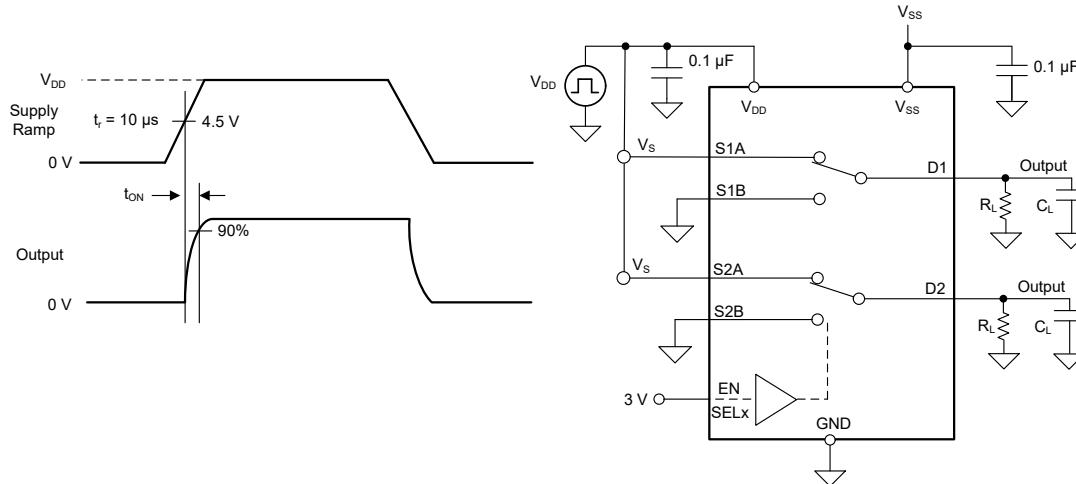 V_DD
Supply
Ramp
t_r = 10 µs
4.5 V
0 V
t_ON
90%
Output
0 V
V_SS
V_DD
0.1 µF
0.1 µF
V_DD
V_SS
V_S
S1A
D1
Output
S1B
R_L
C_L
V_S
S2A
D2
Output
S2B
R_L
C_L
3 V
EN
SELx
GND